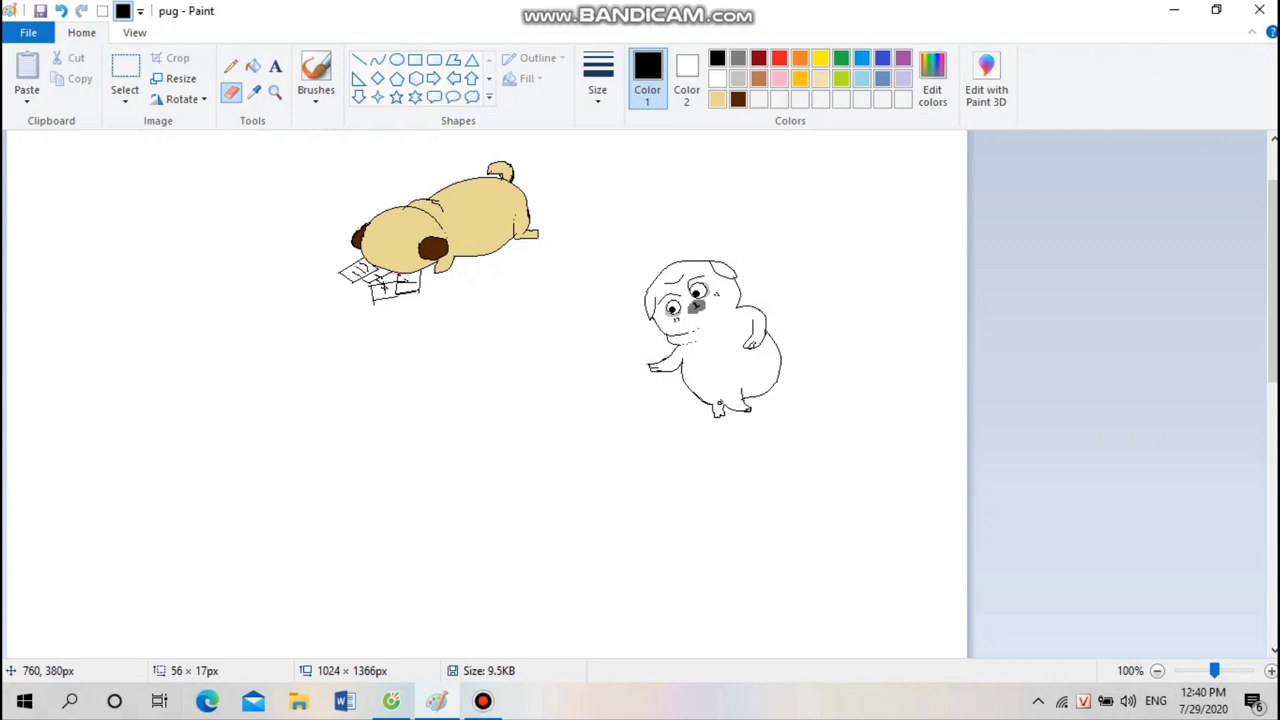 pug - Paint
www.BANDICAM.com
File
Home
View
Paste
Cut
Copy
Clipboard
Select
Crop
Resize
Rotate
Image
Tools
Brushes
Outline
Fill
Shapes
Size
Color 1
Color 2
Edit colors
Colors
Edit with Paint 3D
760, 380px
56 × 17px
1024 × 1366px
Size: 9.5KB
100%
ENG
12:40 PM
7/29/2020
6